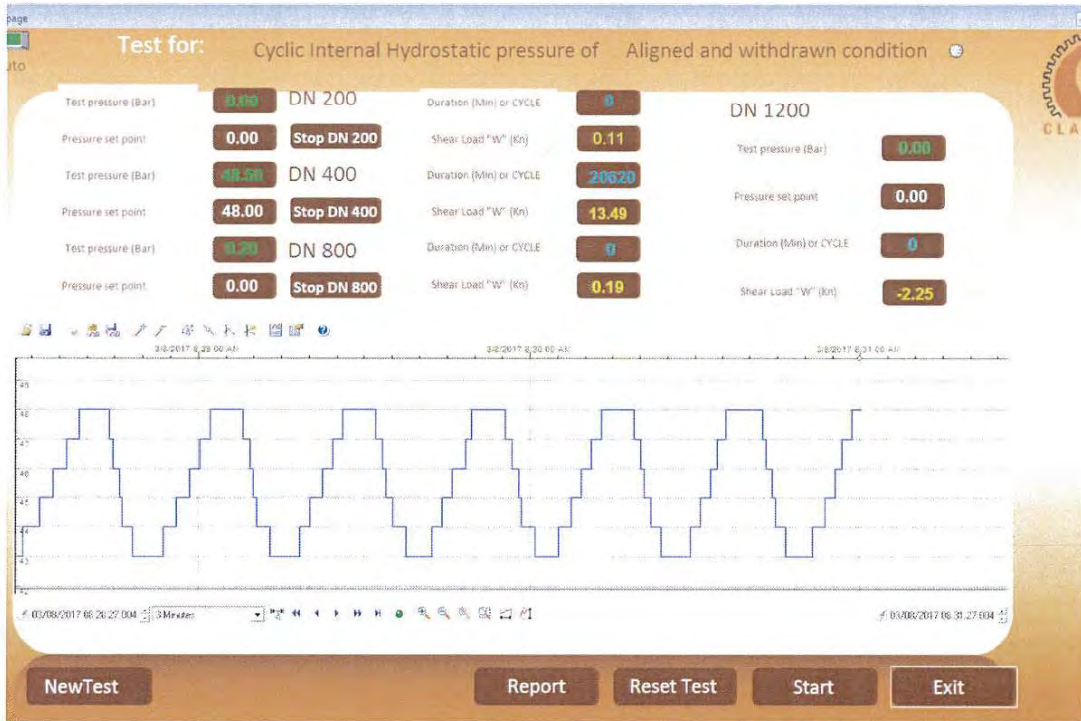 page
Test for: Cyclic Internal Hydrostatic pressure of Aligned and withdrawn condition
Test pressure (Bar) 0.00 DN 200 Duration (Min) or CYCLE 0
DN 1200
Pressure set point 0.00 Stop DN 200 Shear Load "W" (Kn) 0.11
Test pressure (Bar) 0.00
Test pressure (Bar) 48.50 DN 400 Duration (Min) or CYCLE 20620
Pressure set point 0.00
Pressure set point 48.00 Stop DN 400 Shear Load "W" (Kn) 13.49
Duration (Min) or CYCLE 0
Test pressure (Bar) 0.20 DN 800 Duration (Min) or CYCLE 0
Pressure set point 0.00 Stop DN 800 Shear Load "W" (Kn) 0.19
Shear Load "W" (Kn) -2.25
3/8/2017 8:29:00 AM 3/8/2017 8:30:00 AM 3/8/2017 8:31:00 AM
49
48
47
46
45
44
43
42
03/08/2017 08.28.27.004 3 Minutes 03/08/2017 08.31.27.004
NewTest Report Reset Test Start Exit